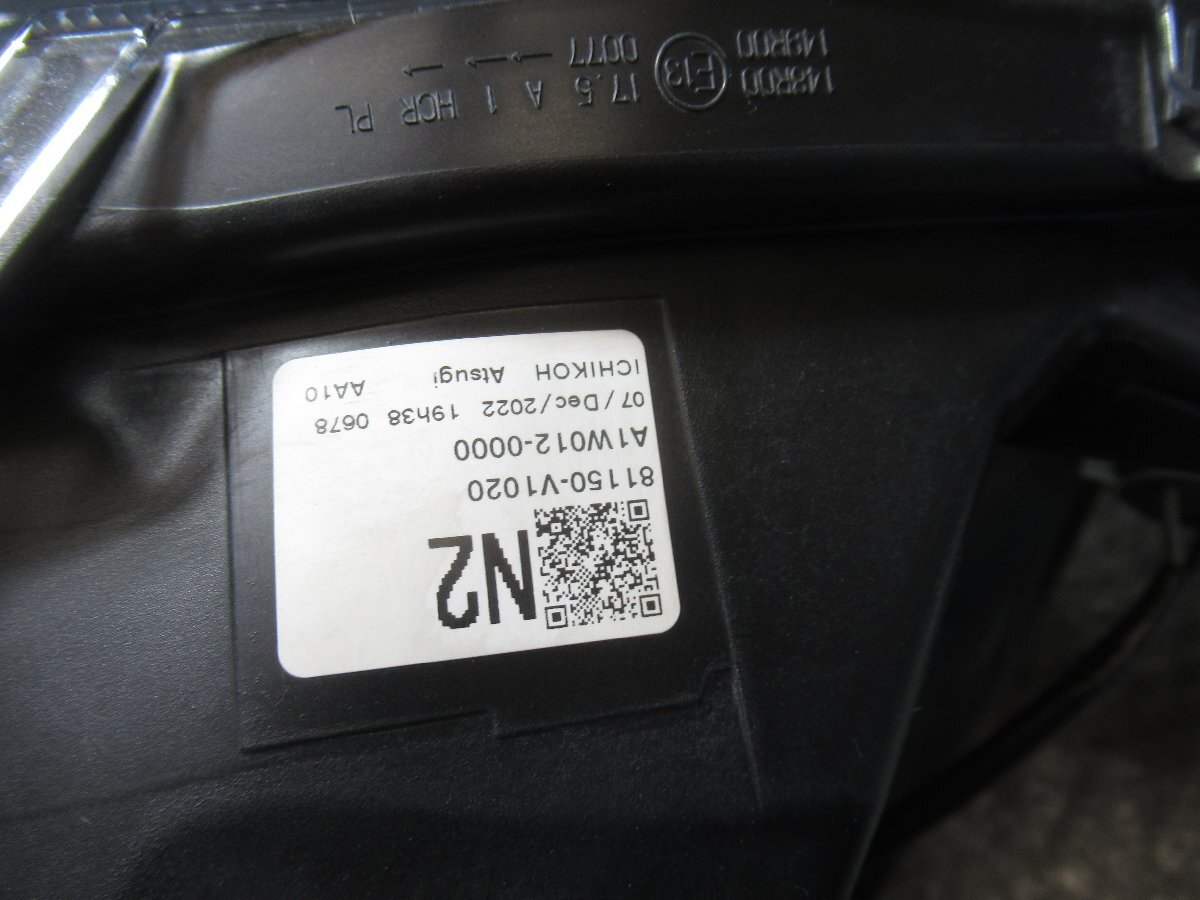 N2
81150-V1020
A1W012-0000
07/Dec/2022 19h38 0678
ICHIKOH Atsugi AA10
148R00 E13 17.5 A 1 HCR PL
149R00 0077